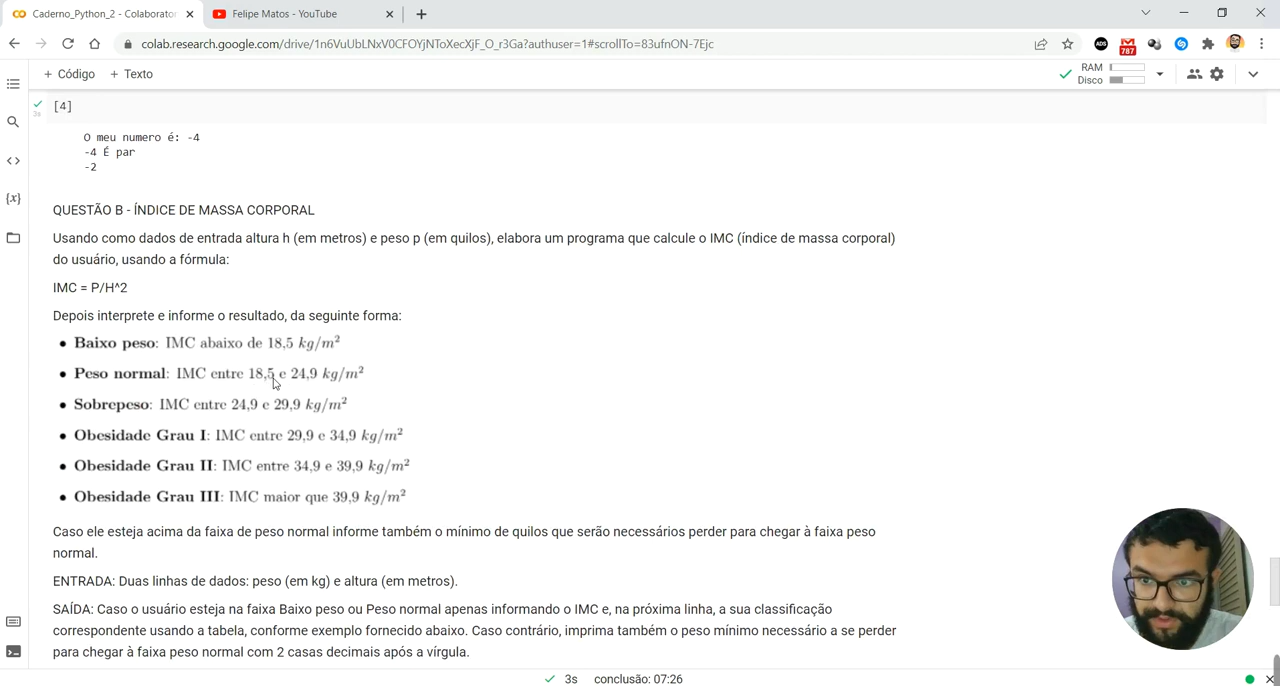 Caderno_Python_2 - Colaborator
Felipe Matos - YouTube
colab.research.google.com/drive/1n6VuUbLNxV0CFOYjNToXecXjF_O_r3Ga?authuser=1#scrollTo=83ufnON-7Ejc
ADS
787
+ Código + Texto
RAM
Disco
[4]
3s
O meu numero é: -4
-4 É par
-2
QUESTÃO B - ÍNDICE DE MASSA CORPORAL
Usando como dados de entrada altura h (em metros) e peso p (em quilos), elabora um programa que calcule o IMC (índice de massa corporal)
do usuário, usando a fórmula:
IMC = P/H^2
Depois interprete e informe o resultado, da seguinte forma:
• Baixo peso: IMC abaixo de 18,5 kg/m²
• Peso normal: IMC entre 18,5 e 24,9 kg/m²
• Sobrepeso: IMC entre 24,9 e 29,9 kg/m²
• Obesidade Grau I: IMC entre 29,9 e 34,9 kg/m²
• Obesidade Grau II: IMC entre 34,9 e 39,9 kg/m²
• Obesidade Grau III: IMC maior que 39,9 kg/m²
Caso ele esteja acima da faixa de peso normal informe também o mínimo de quilos que serão necessários perder para chegar à faixa peso
normal.
ENTRADA: Duas linhas de dados: peso (em kg) e altura (em metros).
SAÍDA: Caso o usuário esteja na faixa Baixo peso ou Peso normal apenas informando o IMC e, na próxima linha, a sua classificação
correspondente usando a tabela, conforme exemplo fornecido abaixo. Caso contrário, imprima também o peso mínimo necessário a se perder
para chegar à faixa peso normal com 2 casas decimais após a vírgula.
3s conclusão: 07:26